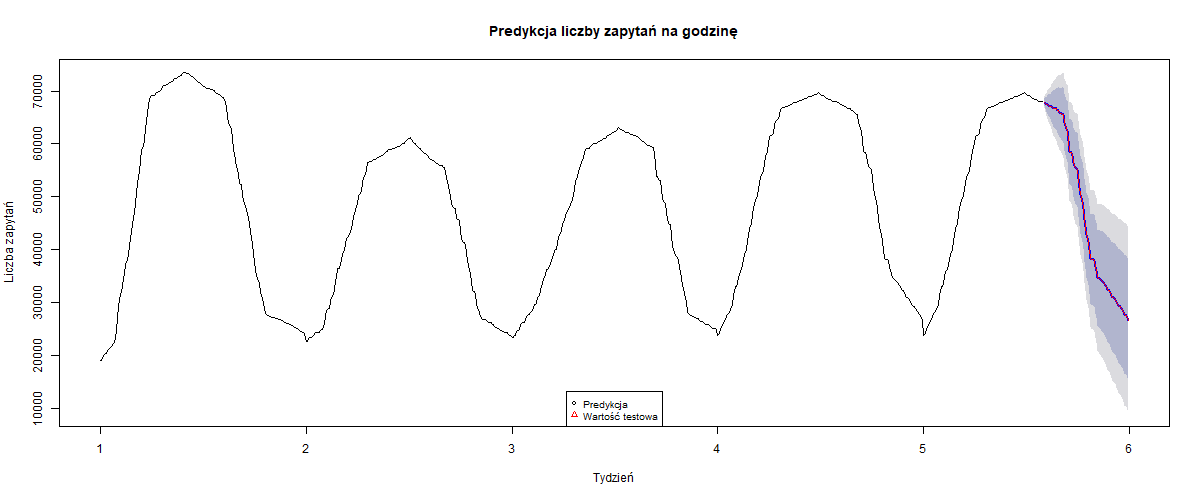 Predykcja liczby zapytań na godzinę
Liczba zapytań
70000
60000
50000
40000
30000
20000
10000
Predykcja
Wartość testowa
1 2 3 4 5 6
Tydzień